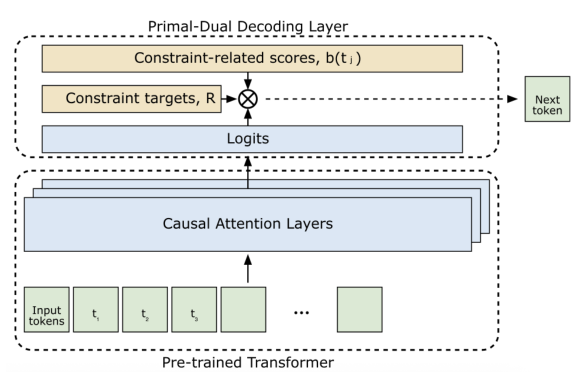 Primal-Dual Decoding Layer
Constraint-related scores, b(t j )
Constraint targets, R
Next
token
Logits
Causal Attention Layers
Input
tokens
t₁
t₂
t₃
...
Pre-trained Transformer